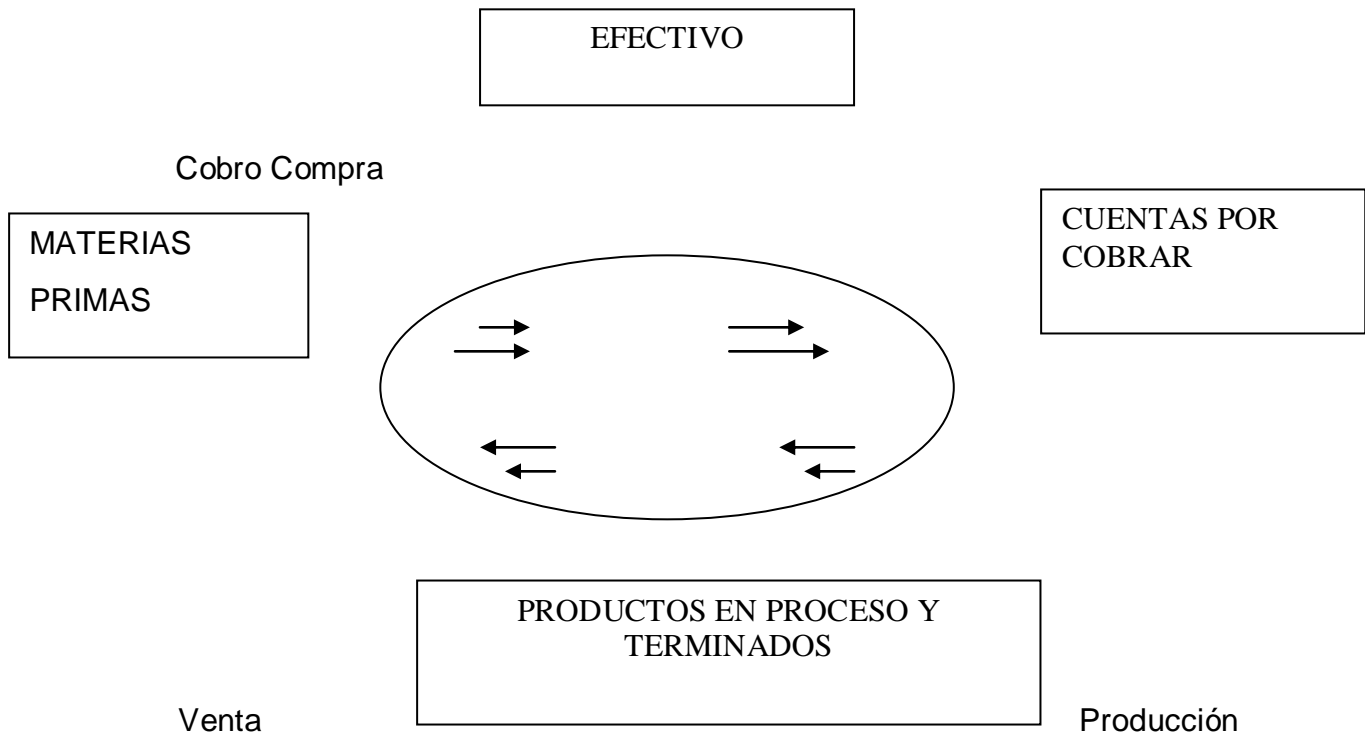 EFECTIVO
Cobro Compra
MATERIAS
PRIMAS
CUENTAS POR
COBRAR
PRODUCTOS EN PROCESO Y
TERMINADOS
Venta
Producción